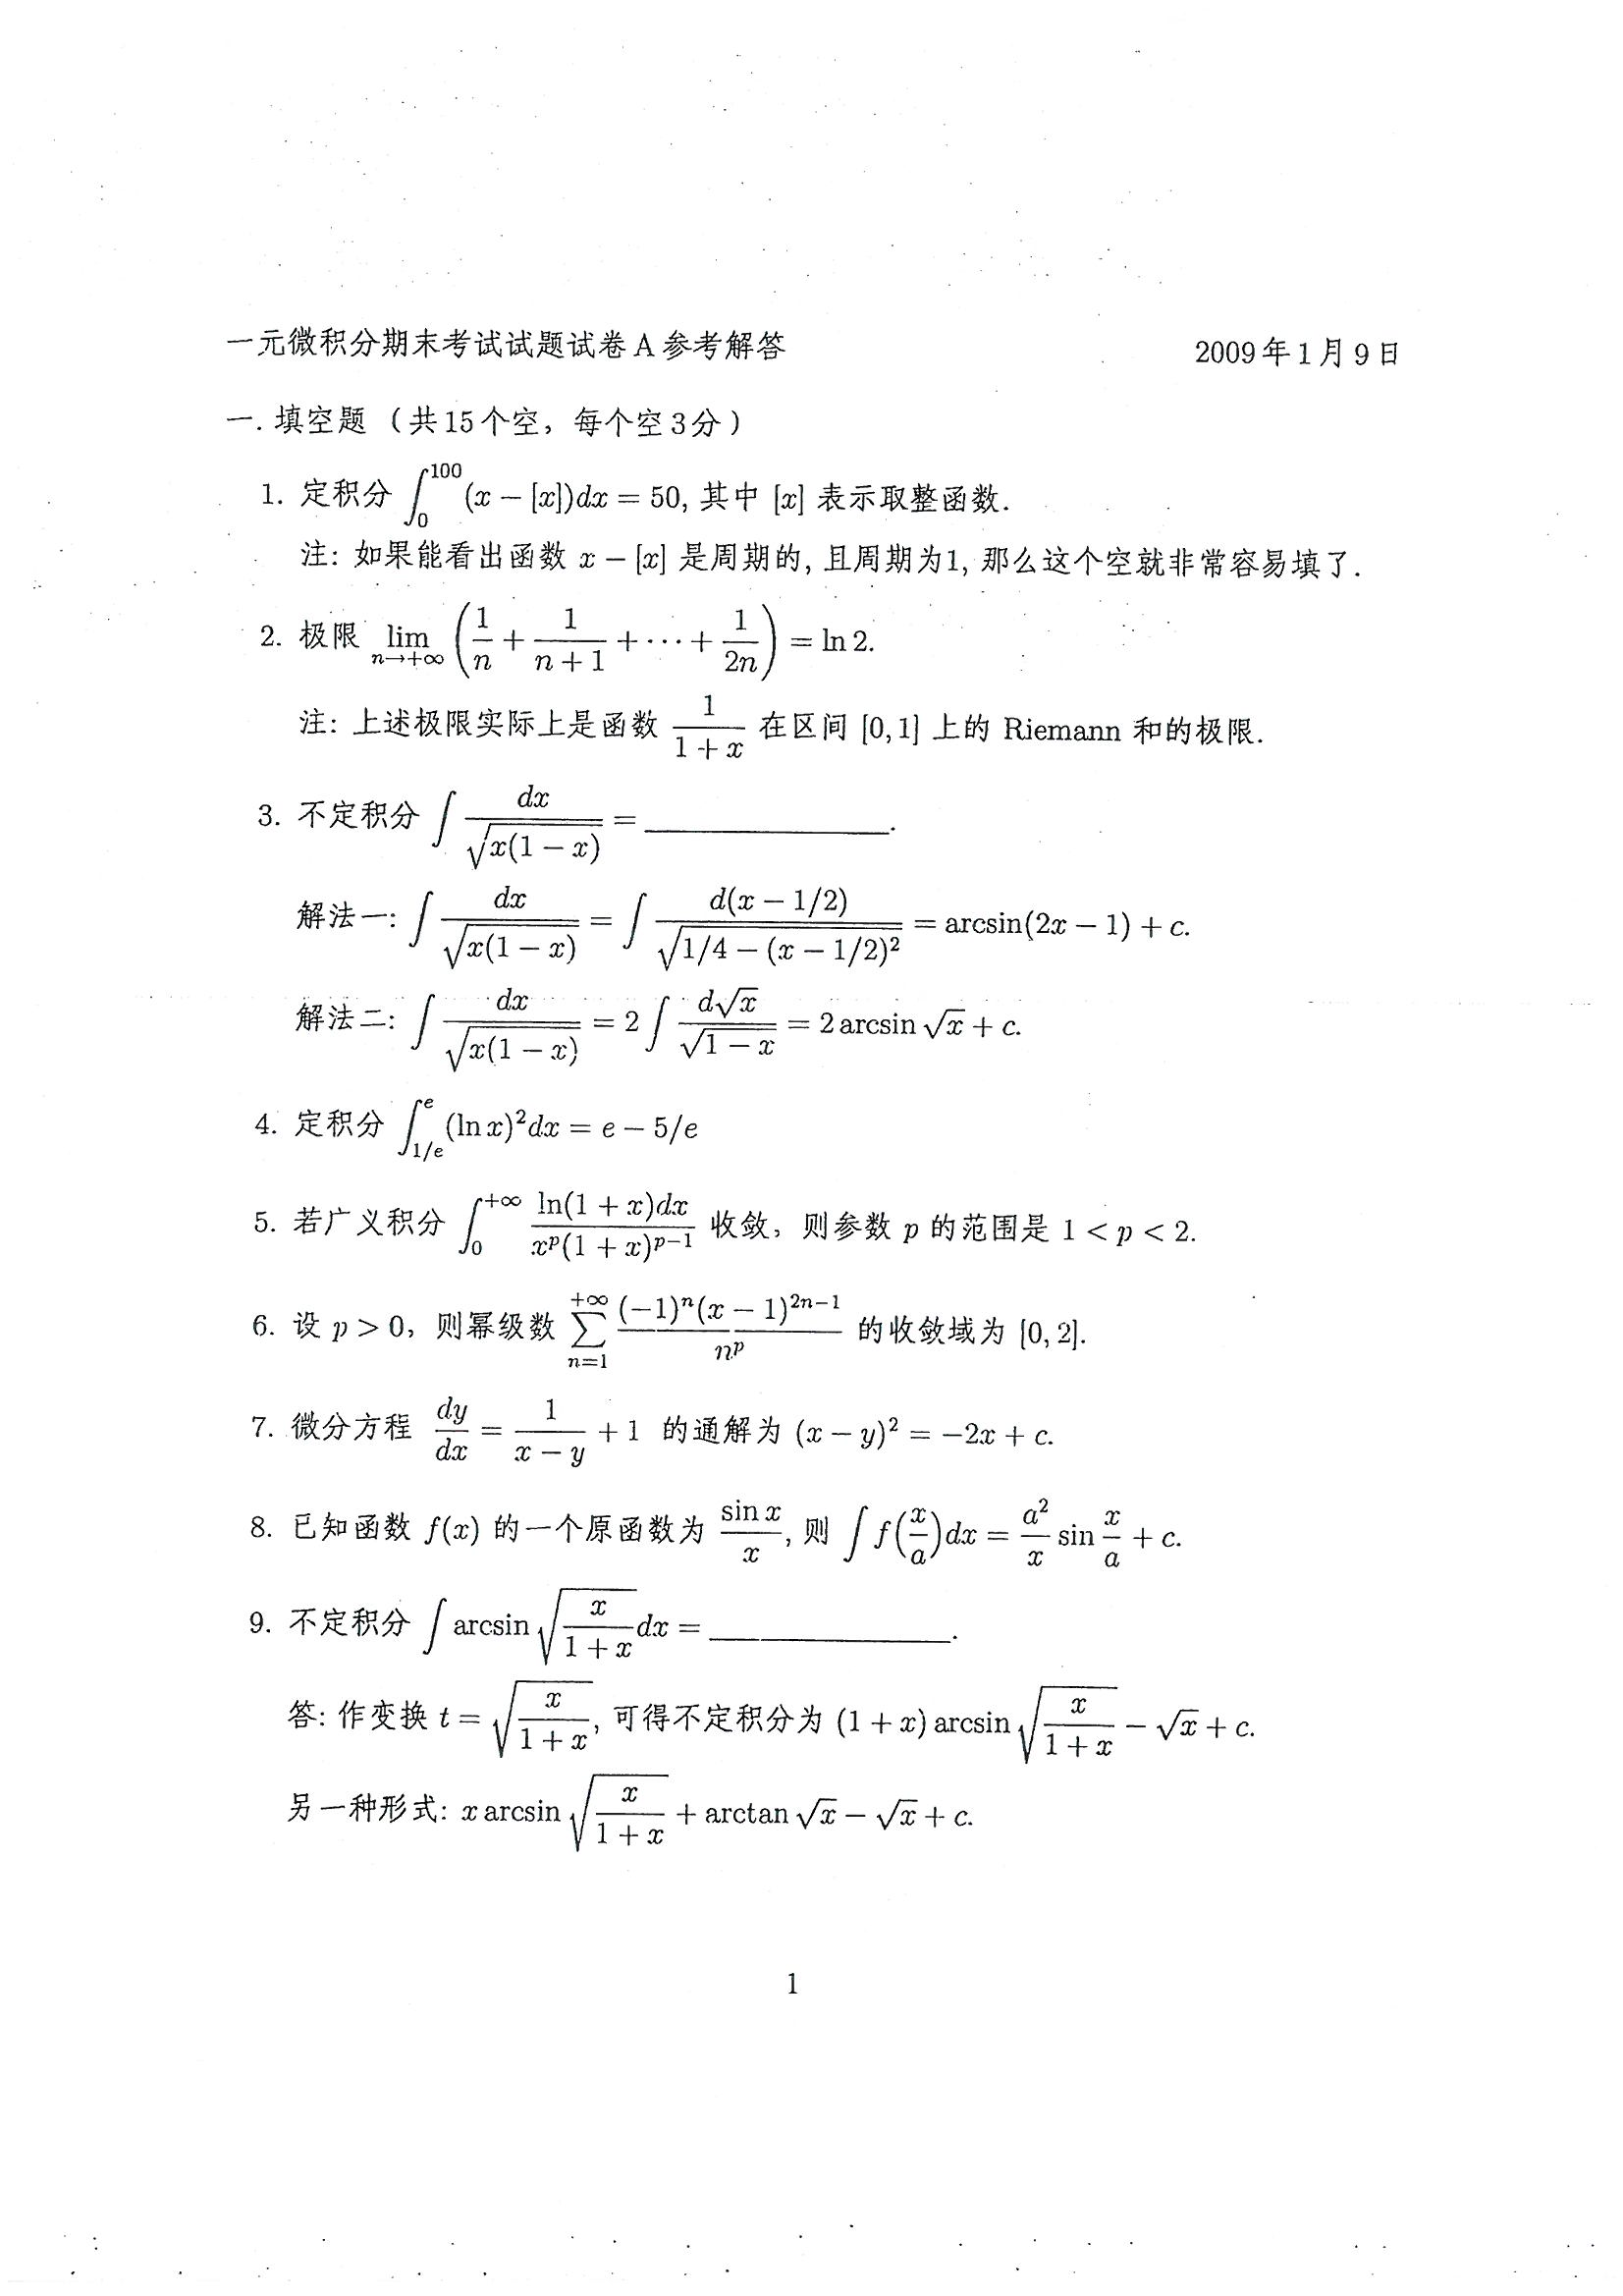 一元微积分期末考试试题试卷A参考解答 2009年1月9日
一. 填空题（共15个空，每个空3分）
1. 定积分 $\int_0^{100}(x-[x])dx = 50$, 其中 $[x]$ 表示取整函数.
注: 如果能看出函数 $x-[x]$ 是周期的, 且周期为1, 那么这个空就非常容易填了.
2. 极限 $\lim_{n\to+\infty}\left(\frac{1}{n}+\frac{1}{n+1}+\cdots+\frac{1}{2n}\right)=\ln 2.$
注: 上述极限实际上是函数 $\frac{1}{1+x}$ 在区间 $[0,1]$ 上的 Riemann 和的极限.
3. 不定积分 $\int\frac{dx}{\sqrt{x(1-x)}}=$ ____________.
解法一: $\int\frac{dx}{\sqrt{x(1-x)}}=\int\frac{d(x-1/2)}{\sqrt{1/4-(x-1/2)^2}}=\arcsin(2x-1)+c.$
解法二: $\int\frac{dx}{\sqrt{x(1-x)}}=2\int\frac{d\sqrt{x}}{\sqrt{1-x}}=2\arcsin\sqrt{x}+c.$
4. 定积分 $\int_{1/e}^{e}(\ln x)^2dx=e-5/e$
5. 若广义积分 $\int_0^{+\infty}\frac{\ln(1+x)dx}{x^p(1+x)^{p-1}}$ 收敛，则参数 $p$ 的范围是 $1<p<2.$
6. 设 $p>0$，则幂级数 $\sum_{n=1}^{+\infty}\frac{(-1)^n(x-1)^{2n-1}}{n^p}$ 的收敛域为 $[0,2].$
7. 微分方程 $\frac{dy}{dx}=\frac{1}{x-y}+1$ 的通解为 $(x-y)^2=-2x+c.$
8. 已知函数 $f(x)$ 的一个原函数为 $\frac{\sin x}{x}$, 则 $\int f\left(\frac{x}{a}\right)dx=\frac{a^2}{x}\sin\frac{x}{a}+c.$
9. 不定积分 $\int\arcsin\sqrt{\frac{x}{1+x}}dx=$ ____________.
答: 作变换 $t=\sqrt{\frac{x}{1+x}}$, 可得不定积分为 $(1+x)\arcsin\sqrt{\frac{x}{1+x}}-\sqrt{x}+c.$
另一种形式: $x\arcsin\sqrt{\frac{x}{1+x}}+\arctan\sqrt{x}-\sqrt{x}+c.$
1